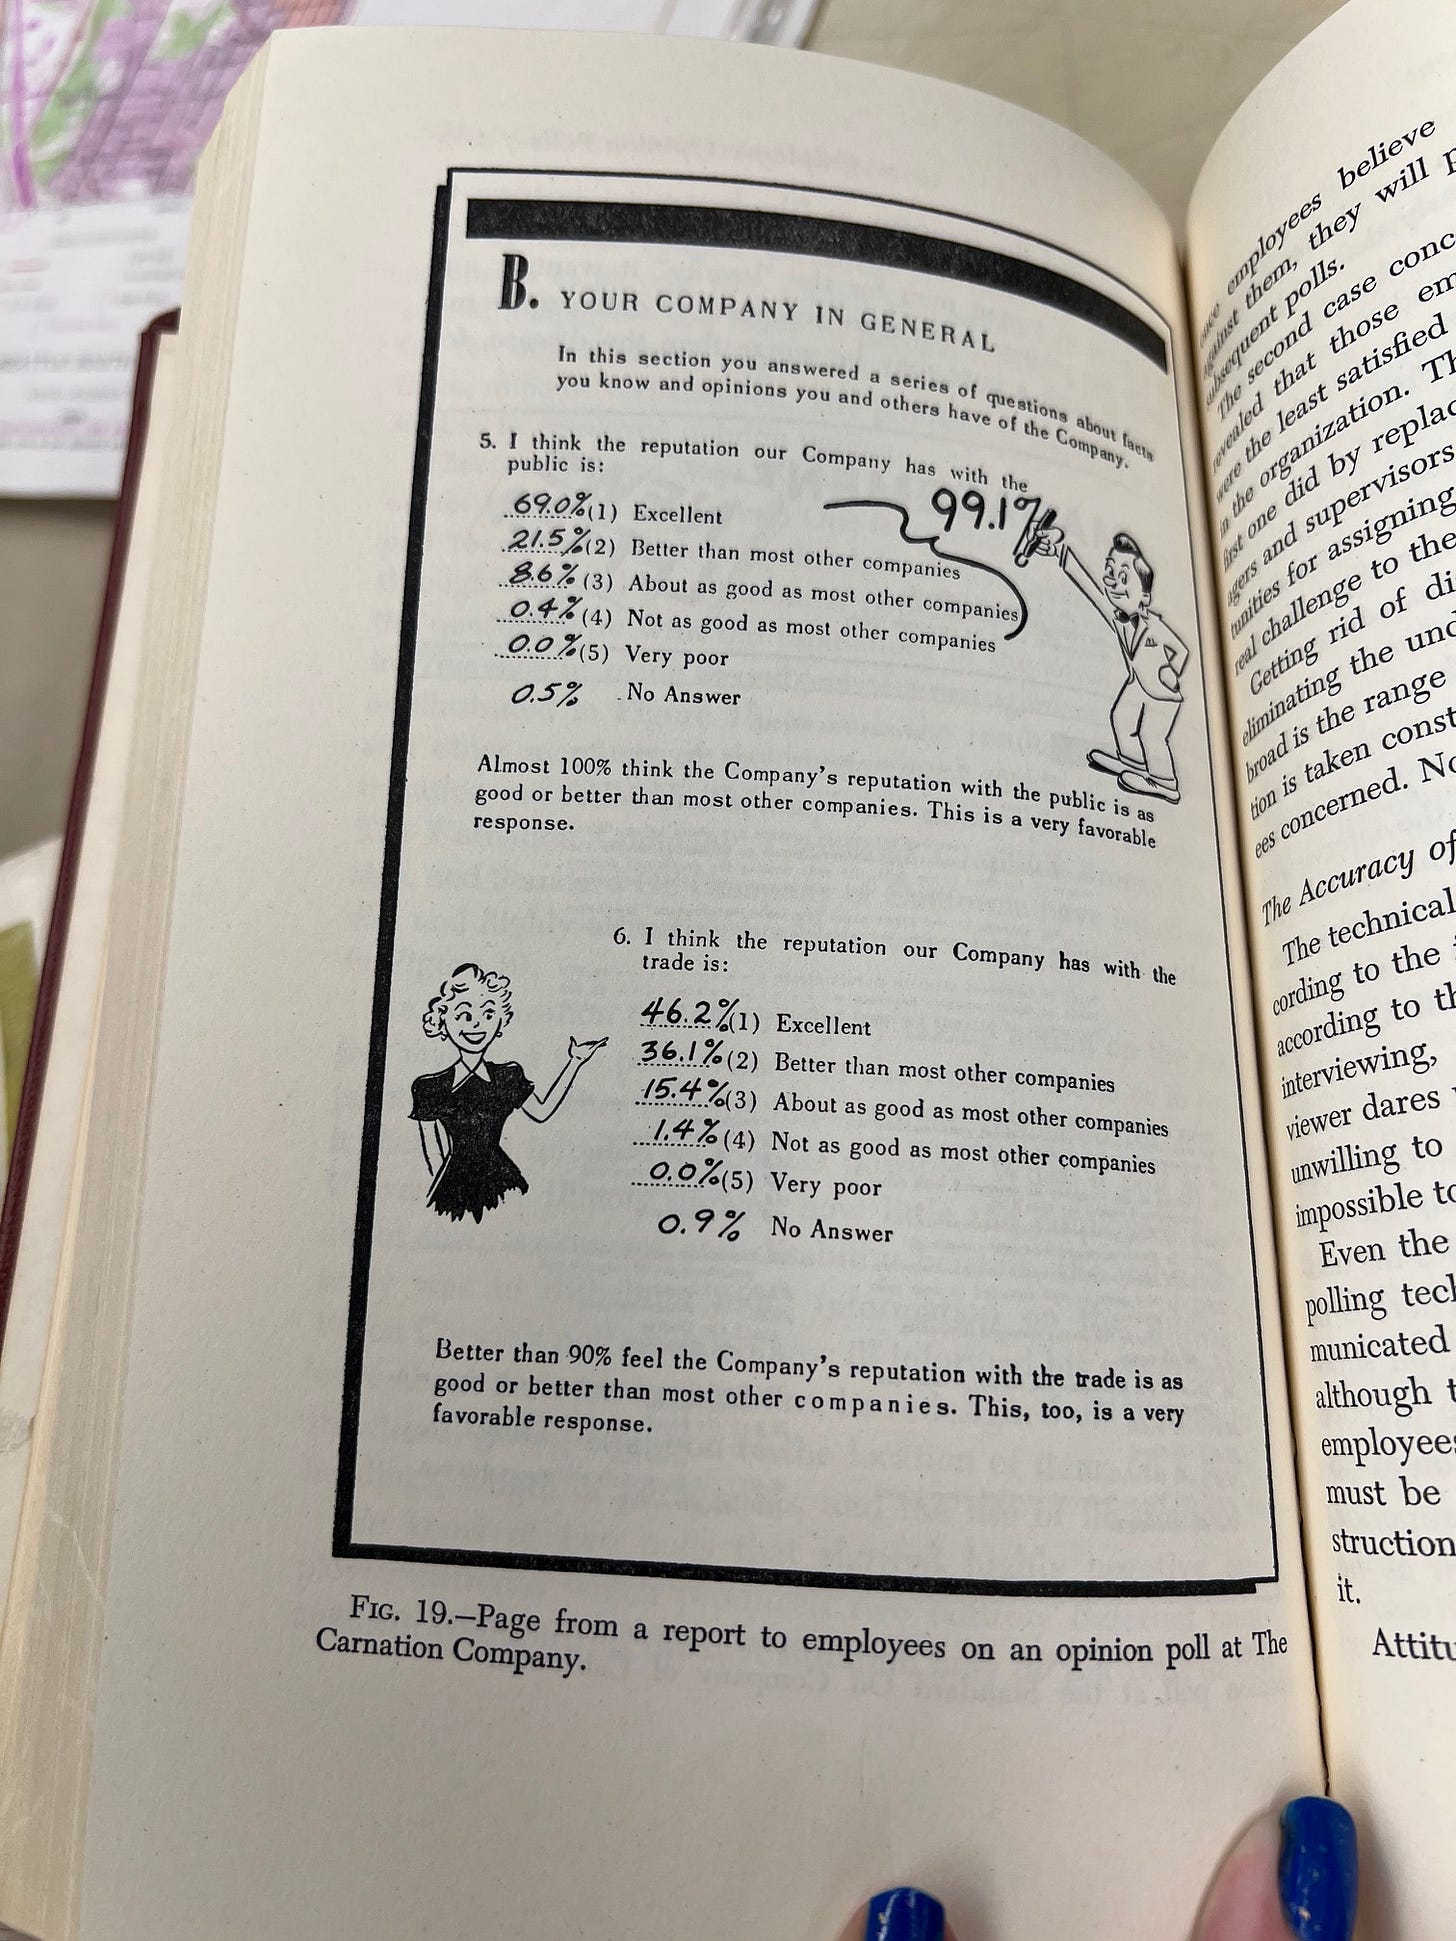 B. YOUR COMPANY IN GENERAL
In this section you answered a series of questions about facts
you know and opinions you and others have of the Company.
5. I think the reputation our Company has with the
public is:
69.0% (1) Excellent
21.5% (2) Better than most other companies
8.6% (3) About as good as most other companies
0.4% (4) Not as good as most other companies
0.0% (5) Very poor
0.5% No Answer
99.1%
Almost 100% think the Company's reputation with the public is as
good or better than most other companies. This is a very favorable
response.
6. I think the reputation our Company has with the
trade is:
46.2% (1) Excellent
36.1% (2) Better than most other companies
15.4% (3) About as good as most other companies
1.4% (4) Not as good as most other companies
0.0% (5) Very poor
0.9% No Answer
Better than 90% feel the Company's reputation with the trade is as
good or better than most other companies. This, too, is a very
favorable response.
FIG. 19.—Page from a report to employees on an opinion poll at The
Carnation Company.
once employees believe
against them, they will
subsequent polls.
The second case
revealed that those
were the least satisfied
in the organization.
first one did by
agers and supervisors
tunities for assigning
real challenge to the
Getting rid of
eliminating the
broad is the range
tion is taken
ees concerned.
The Accuracy of
The technical
cording to the
according to
interviewing,
viewer dares
unwilling to
impossible
Even the
polling
municated
although
employees
must be
struction
it.